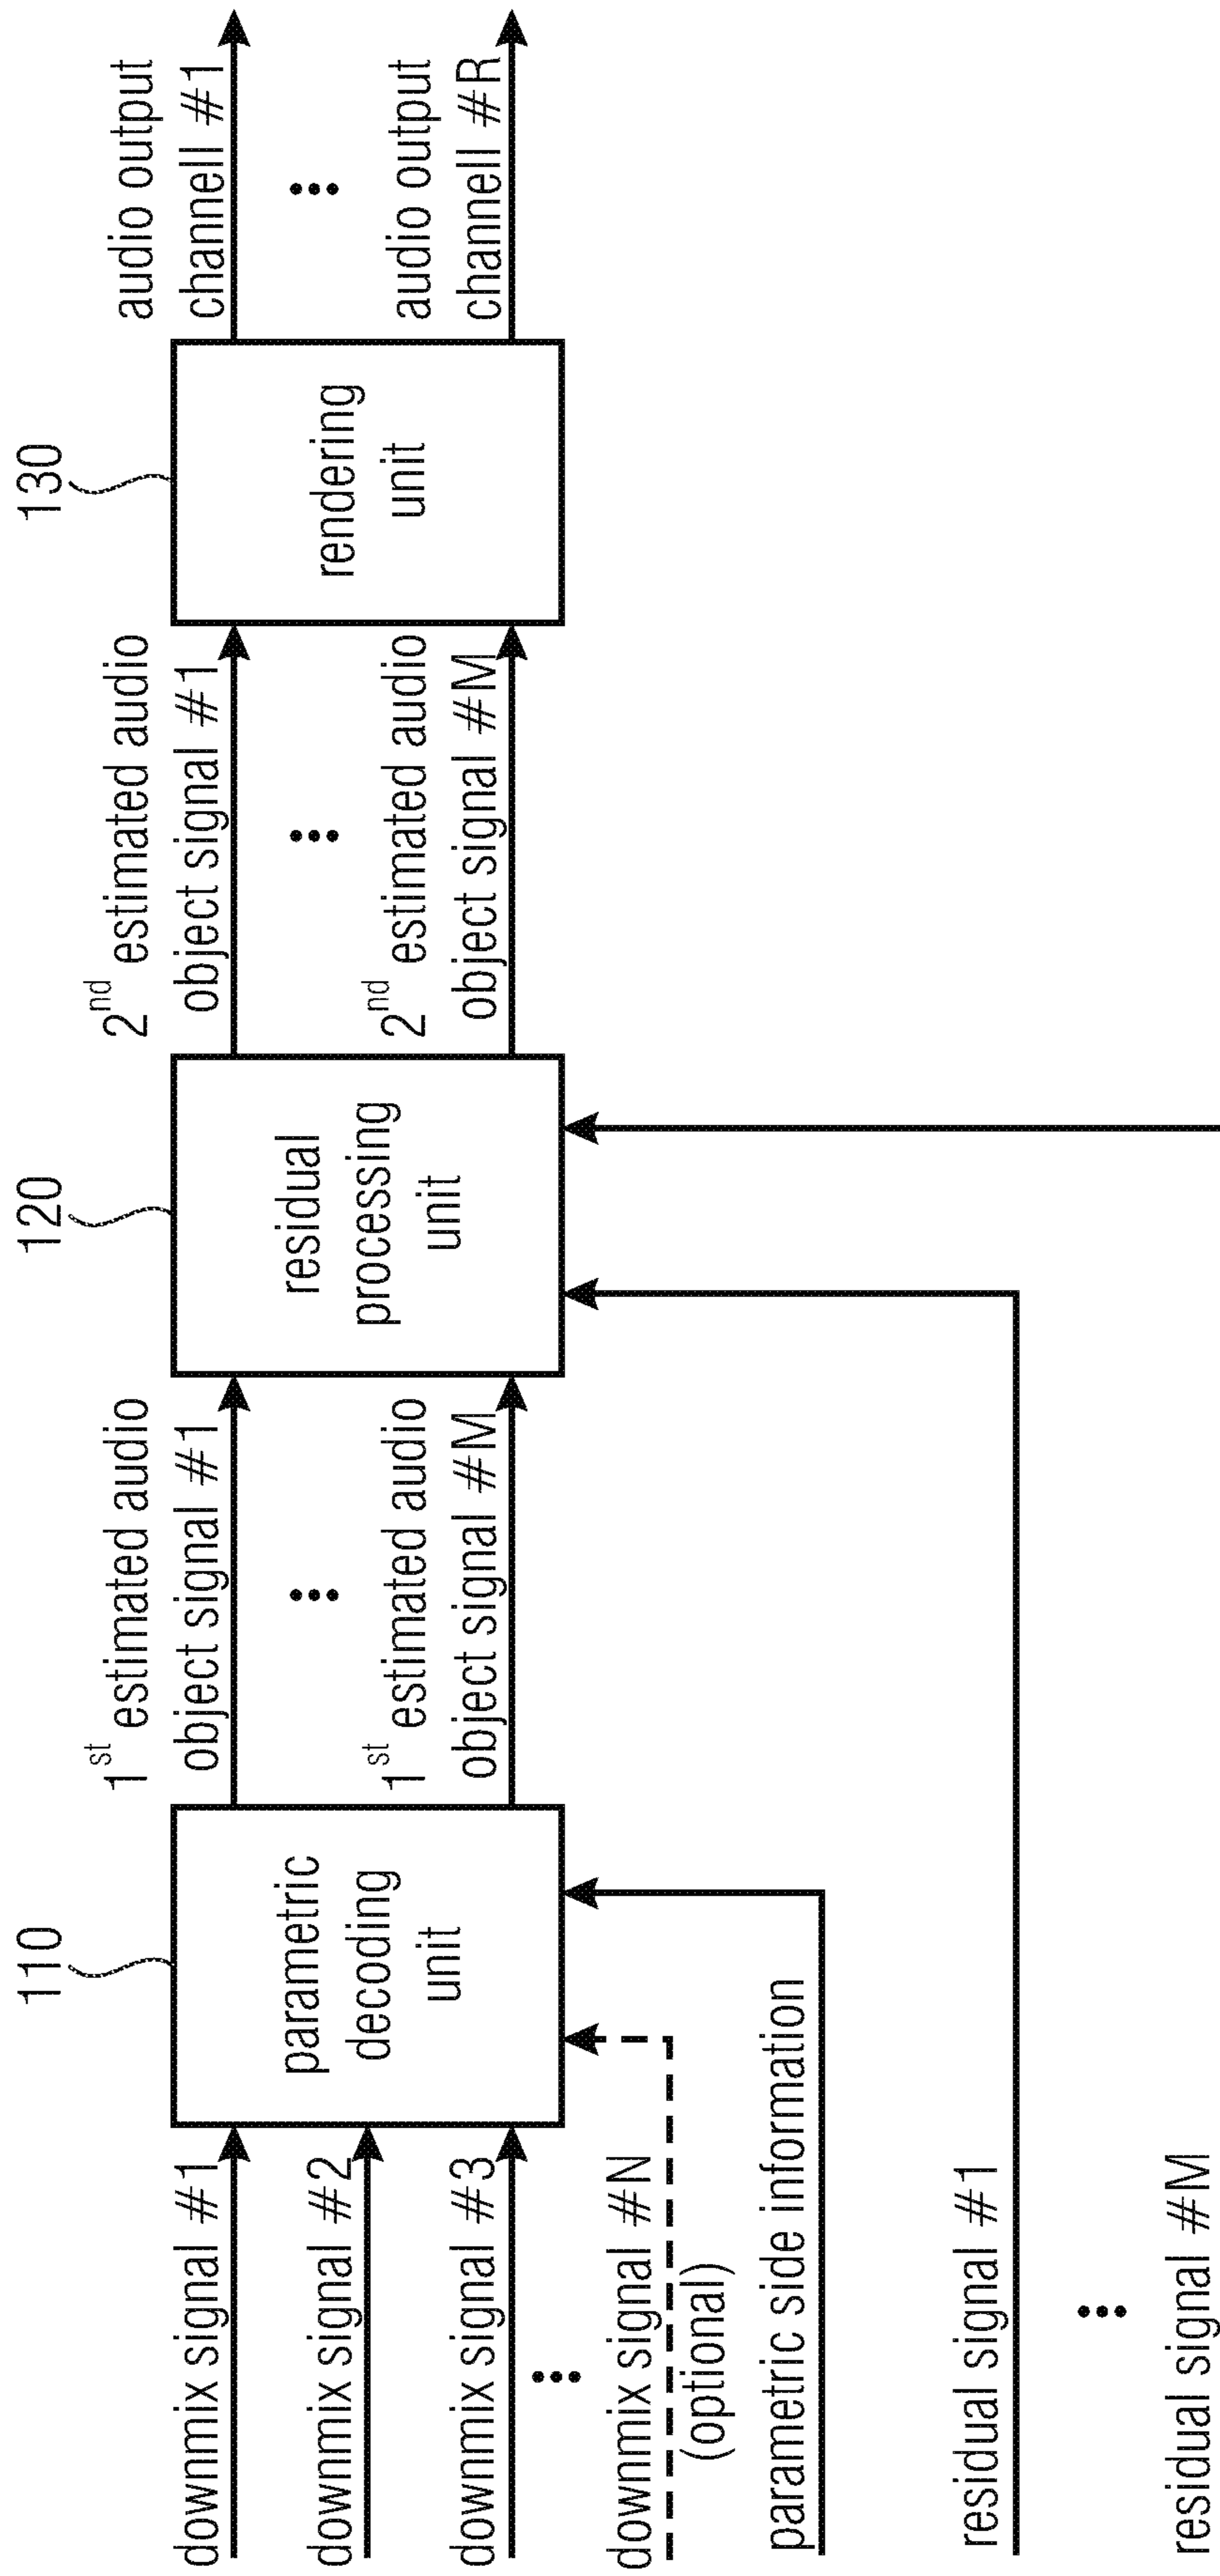 110
120
130
downmix signal #1
downmix signal #2
downmix signal #3
downmix signal #N
(optional)
parametric side information
residual signal #1
residual signal #M
parametric
decoding
unit
1st estimated audio
object signal #1
1st estimated audio
object signal #M
residual
processing
unit
2nd estimated audio
object signal #1
2nd estimated audio
object signal #M
rendering
unit
audio output
channell #1
audio output
channell #R